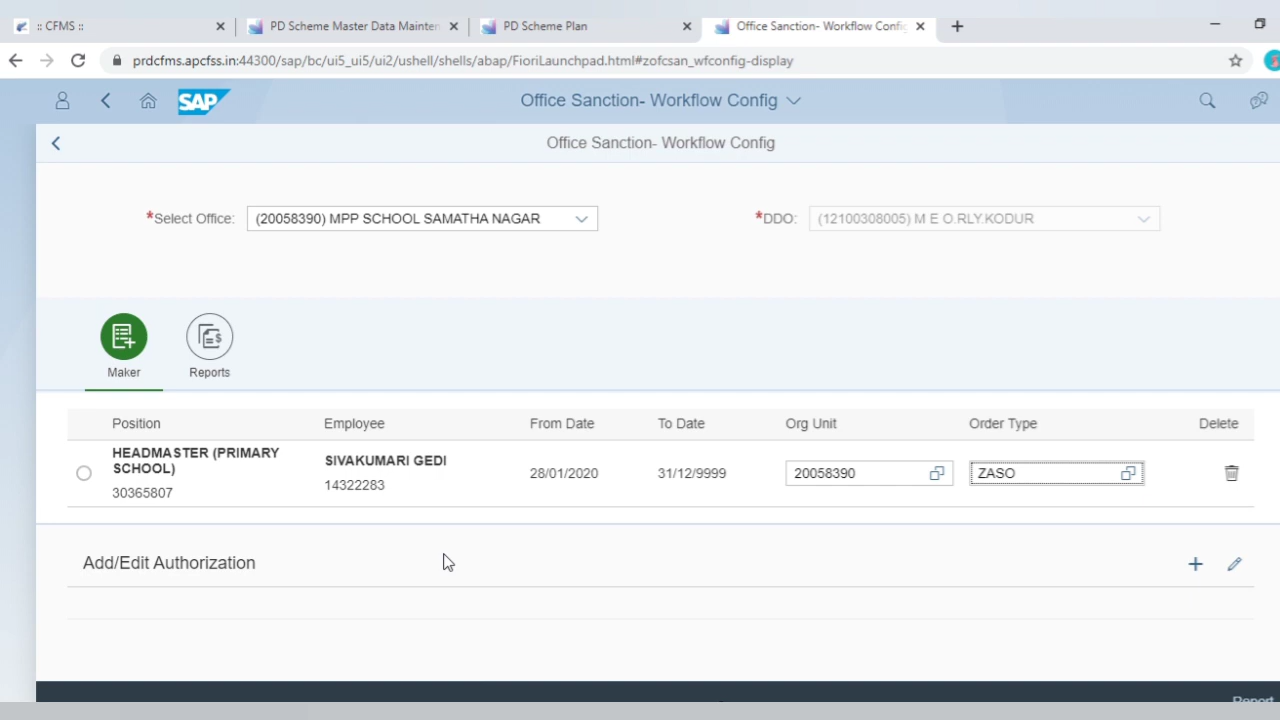 :: CFMS ::
PD Scheme Master Data Mainten
PD Scheme Plan
Office Sanction- Workflow Config
prdcfms.apcfss.in:44300/sap/bc/ui5_ui5/ui2/ushell/shells/abap/FioriLaunchpad.html#zofcsan_wfconfig-display
SAP
Office Sanction- Workflow Config
Office Sanction- Workflow Config
*Select Office: (20058390) MPP SCHOOL SAMATHA NAGAR
*DDO: (12100308005) M E O.RLY.KODUR
Maker
Reports
Position Employee From Date To Date Org Unit Order Type Delete
HEADMASTER (PRIMARY
SCHOOL)
30365807
SIVAKUMARI GEDI
14322283
28/01/2020
31/12/9999
20058390
ZASO
Add/Edit Authorization
Report